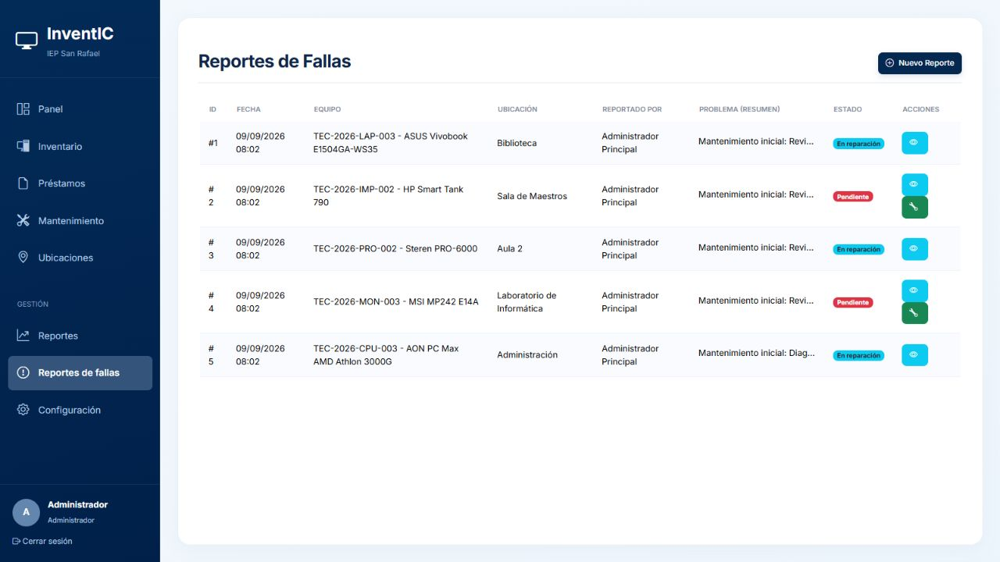 InventIC
IEP San Rafael
Panel
Inventario
Préstamos
Mantenimiento
Ubicaciones
GESTIÓN
Reportes
Reportes de fallas
Configuración
A
Administrador
Administrador
Cerrar sesión
Reportes de Fallas
Nuevo Reporte
ID FECHA EQUIPO UBICACIÓN REPORTADO POR PROBLEMA (RESUMEN) ESTADO ACCIONES
#1 09/09/2026 08:02 TEC-2026-LAP-003 - ASUS Vivobook E1504GA-WS35 Biblioteca Administrador Principal Mantenimiento inicial: Revi... En reparación
# 2 09/09/2026 08:02 TEC-2026-IMP-002 - HP Smart Tank 790 Sala de Maestros Administrador Principal Mantenimiento inicial: Revi... Pendiente
# 3 09/09/2026 08:02 TEC-2026-PRO-002 - Steren PRO-6000 Aula 2 Administrador Principal Mantenimiento inicial: Revi... En reparación
# 4 09/09/2026 08:02 TEC-2026-MON-003 - MSI MP242 E14A Laboratorio de Informática Administrador Principal Mantenimiento inicial: Revi... Pendiente
# 5 09/09/2026 08:02 TEC-2026-CPU-003 - AON PC Max AMD Athlon 3000G Administración Administrador Principal Mantenimiento inicial: Diag... En reparación